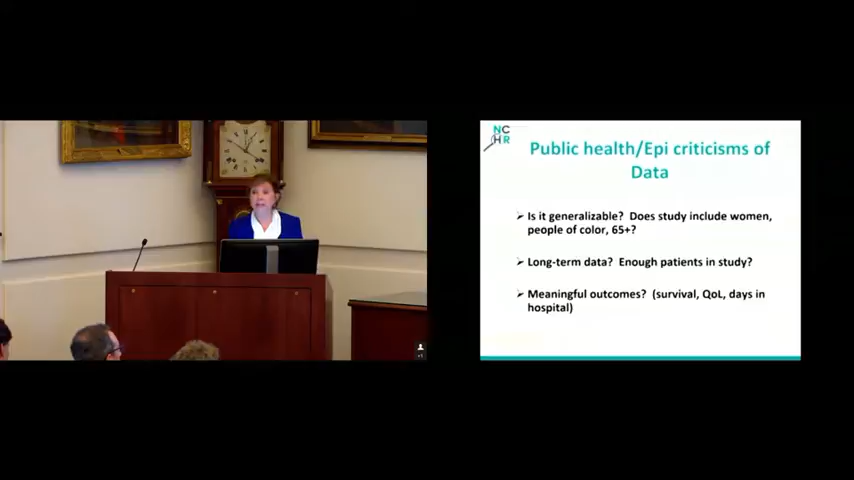 NC
HR
Public health/Epi criticisms of
Data
➢ Is it generalizable? Does study include women,
people of color, 65+?
➢ Long-term data? Enough patients in study?
➢ Meaningful outcomes? (survival, QoL, days in
hospital)